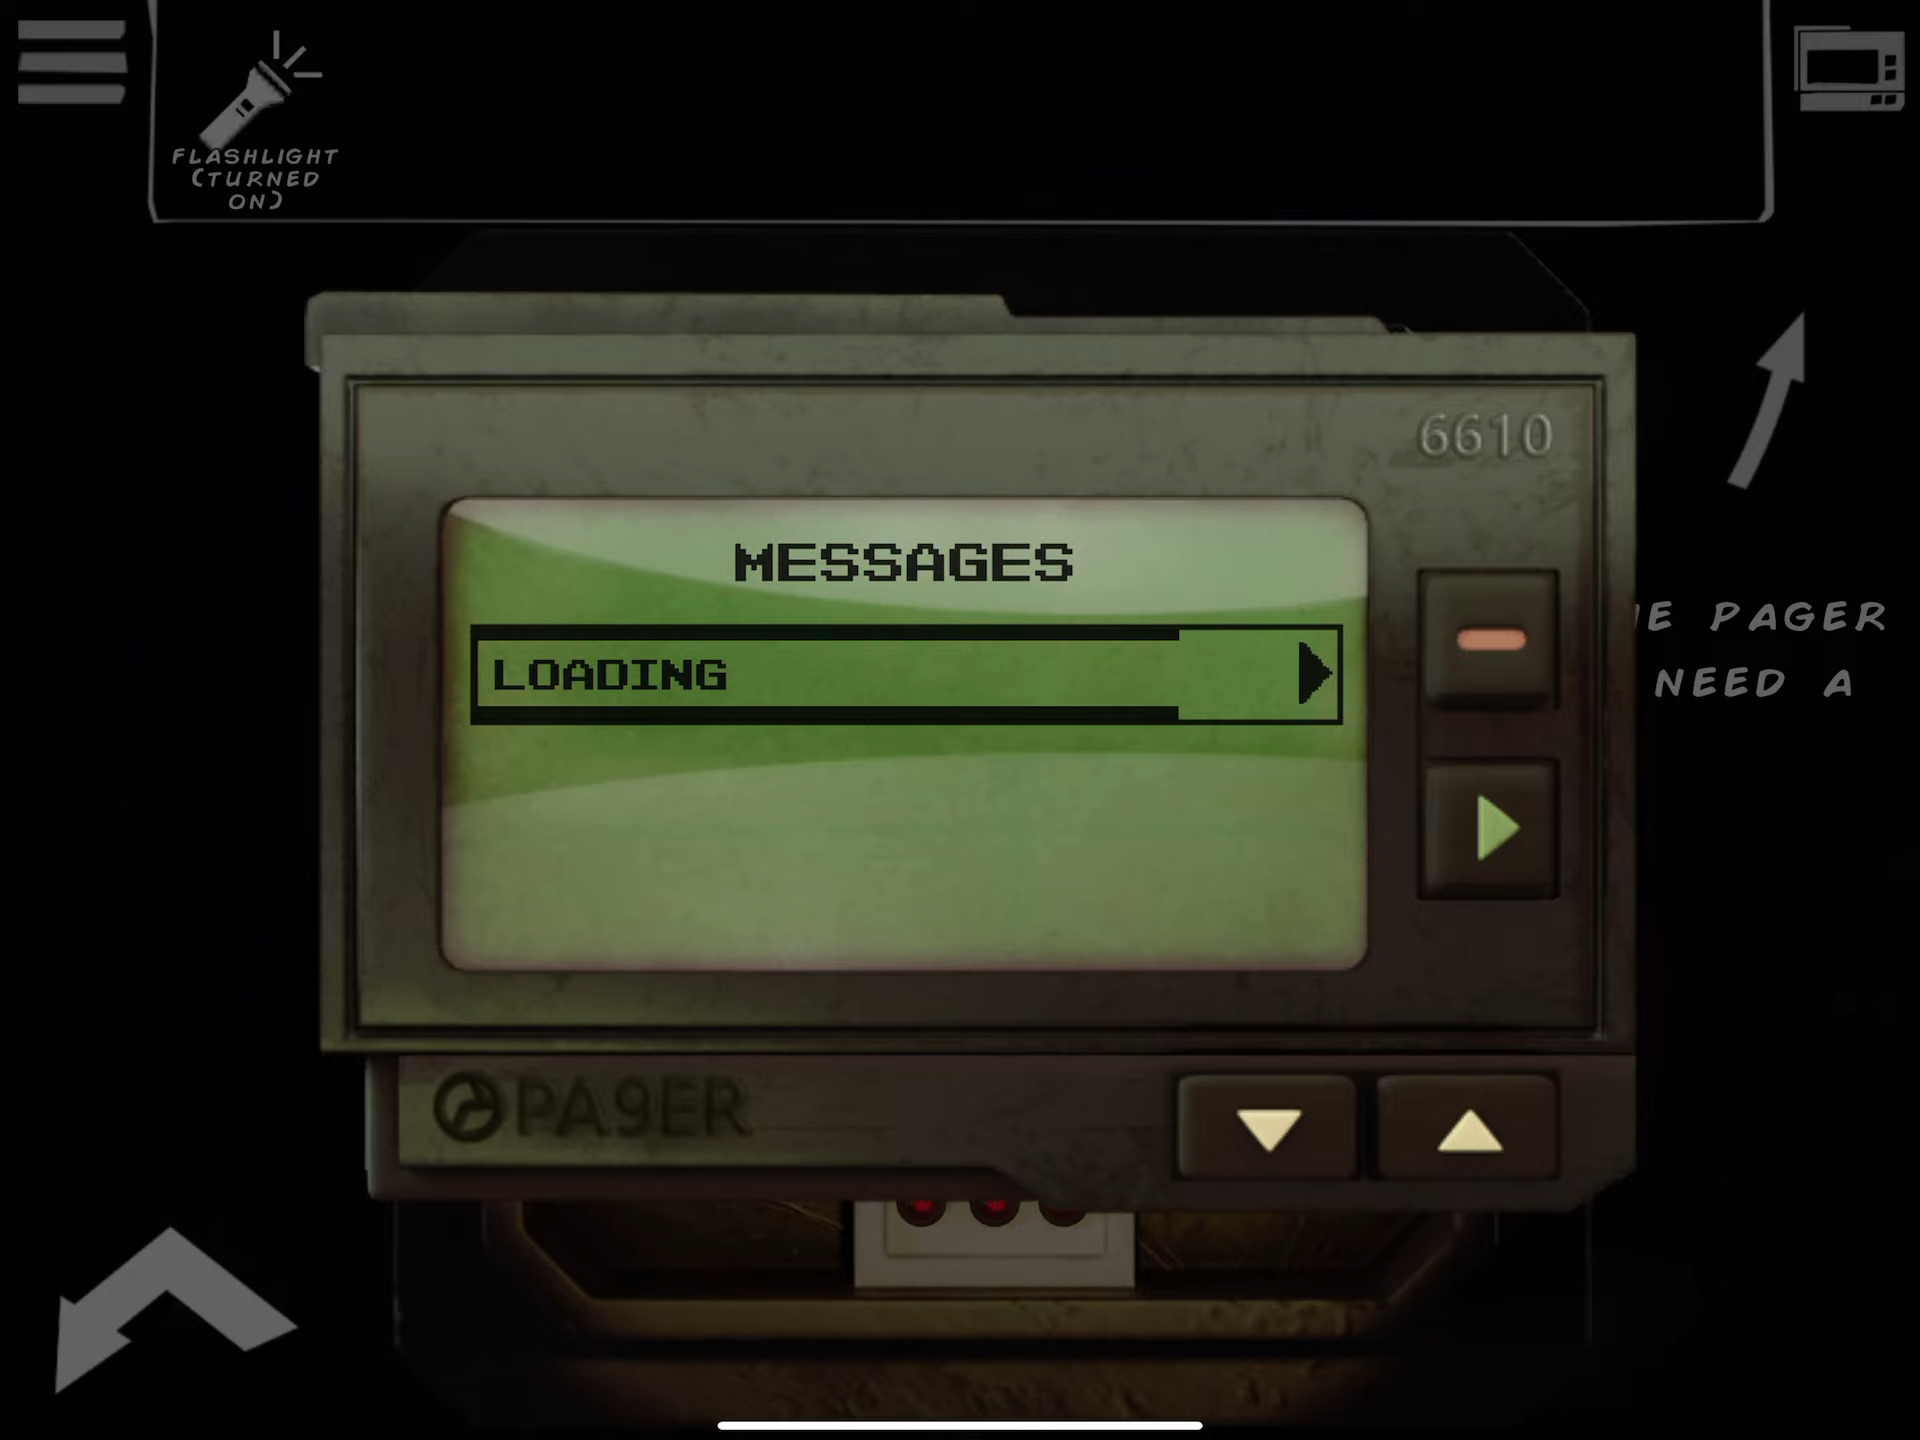 FLASHLIGHT
(TURNED
ON)
6610
MESSAGES
LOADING
PAGER
NEED A
PA9ER